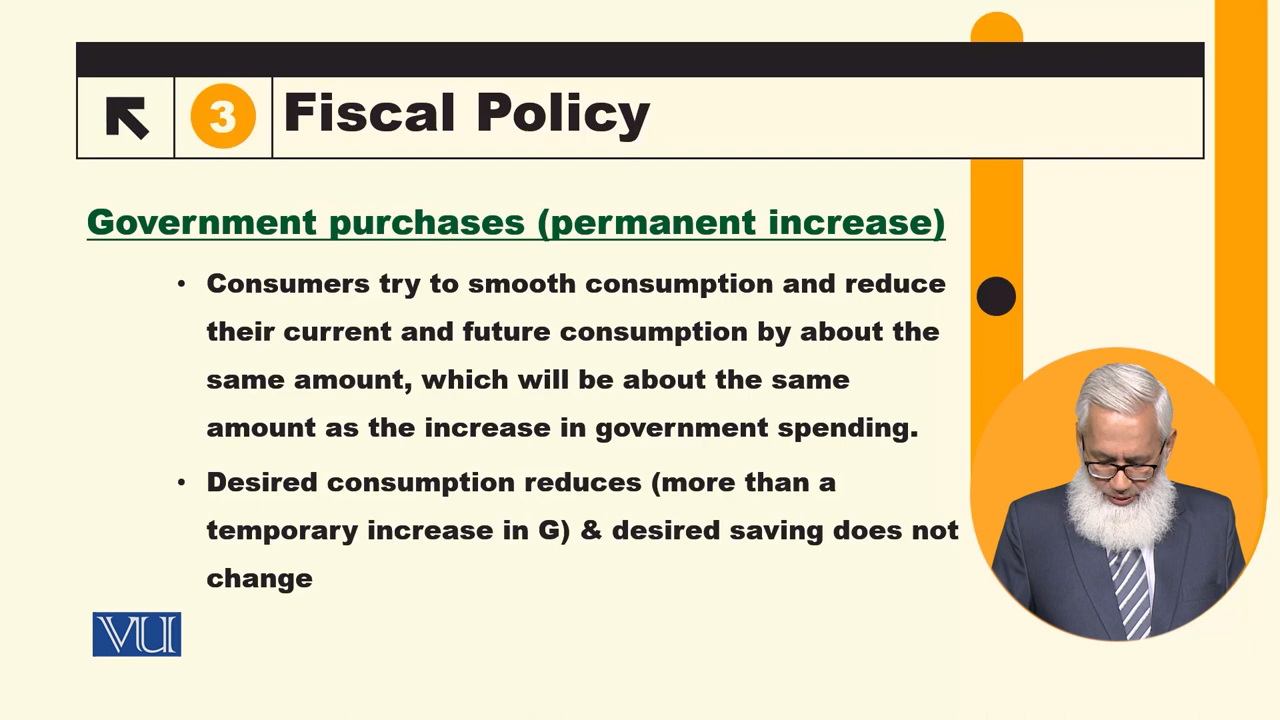 3 Fiscal Policy
Government purchases (permanent increase)
• Consumers try to smooth consumption and reduce
their current and future consumption by about the
same amount, which will be about the same
amount as the increase in government spending.
• Desired consumption reduces (more than a
temporary increase in G) & desired saving does not
change
VU